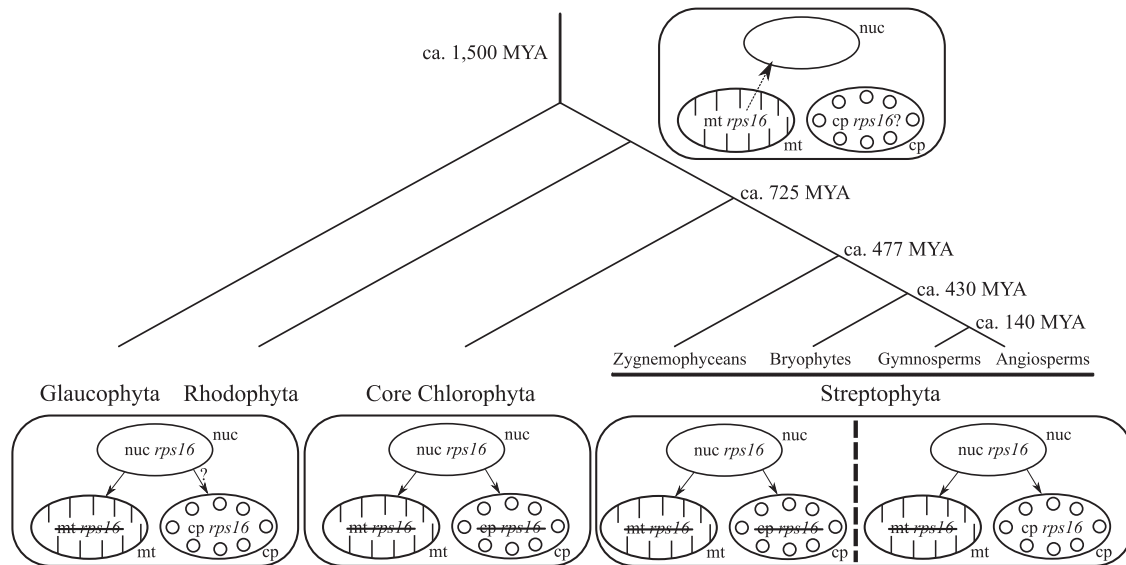 nuc
ca. 1,500 MYA
mt rps16
cp rps16?
mt
cp
ca. 725 MYA
ca. 477 MYA
ca. 430 MYA
ca. 140 MYA
Zygnemophyceans Bryophytes Gymnosperms Angiosperms
Glaucophyta Rhodophyta Core Chlorophyta Streptophyta
nuc rps16 nuc
?
mt rps16 cp rps16
mt cp
nuc rps16 nuc
mt rps16 cp rps16
mt cp
nuc rps16 nuc
mt rps16 cp rps16
mt cp
nuc rps16 nuc
mt rps16 cp rps16
mt cp